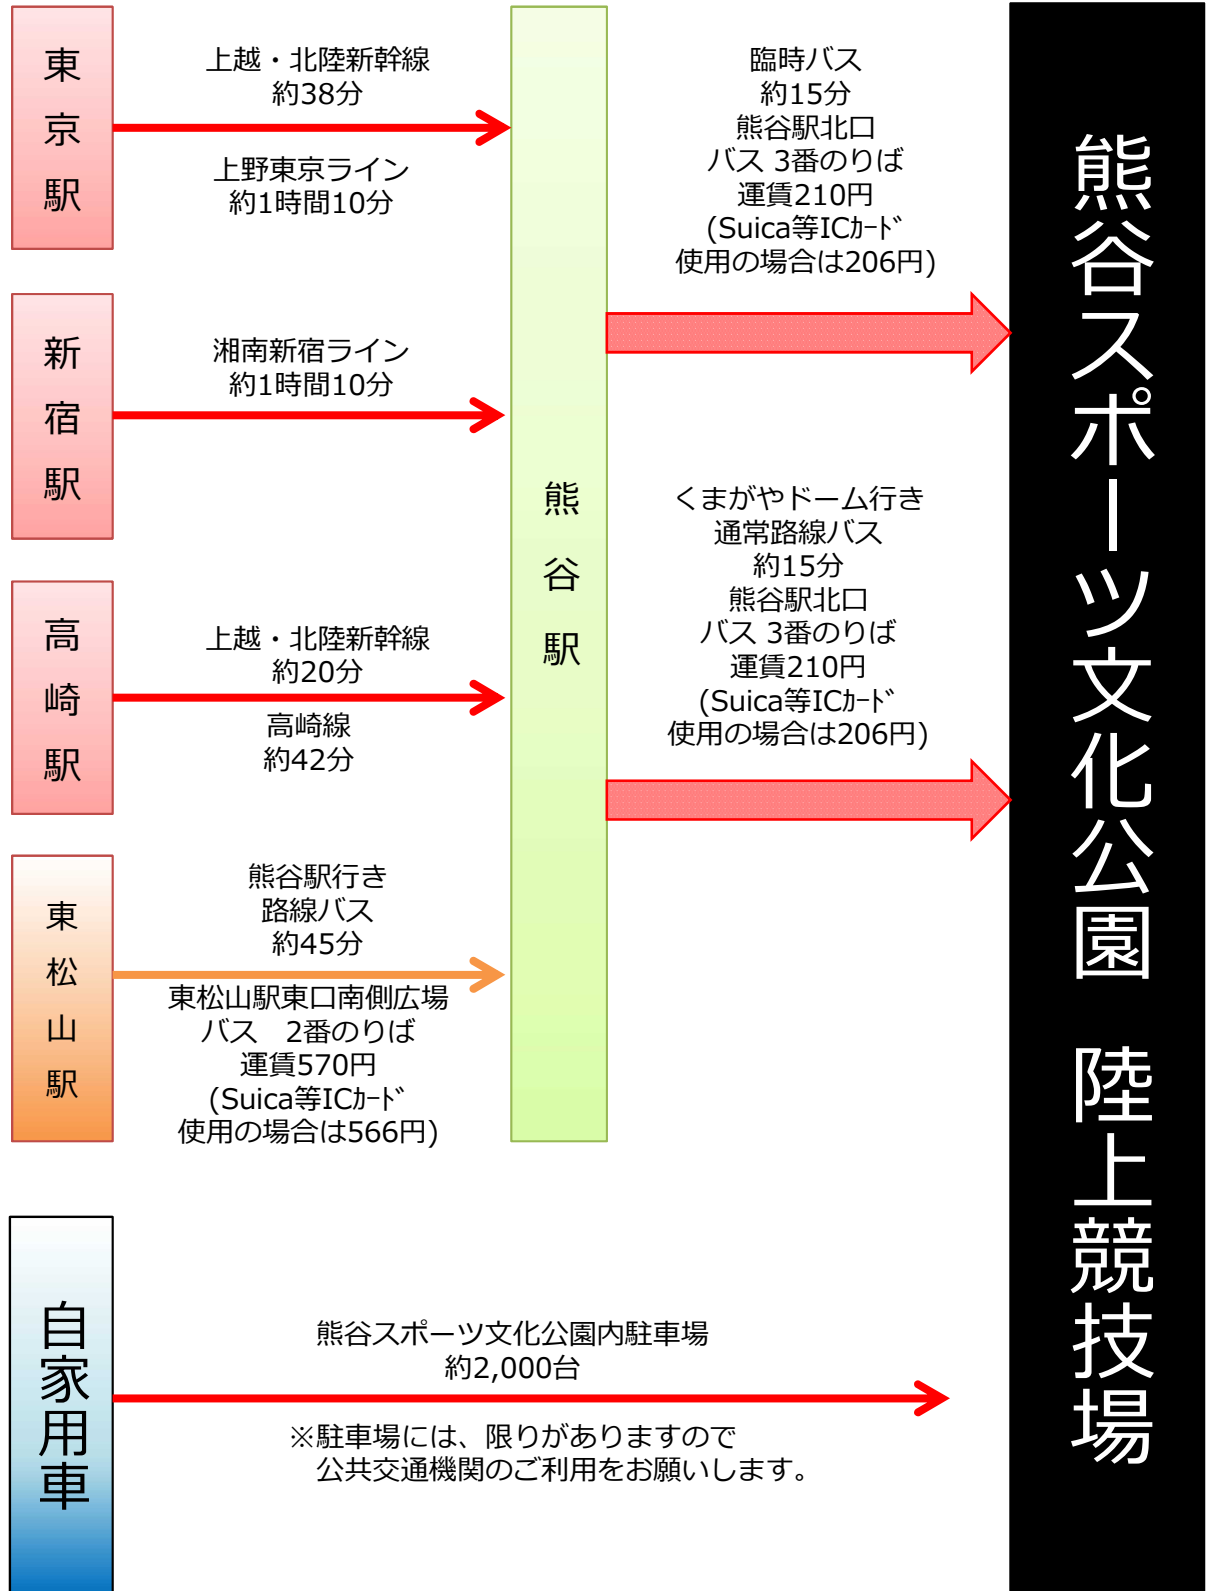 東京駅
上越・北陸新幹線
約38分
上野東京ライン
約1時間10分
新宿駅
湘南新宿ライン
約1時間10分
高崎駅
上越・北陸新幹線
約20分
高崎線
約42分
東松山駅
熊谷駅行き
路線バス
約45分
東松山駅東口南側広場
バス　2番のりば
運賃570円
(Suica等ICｶｰﾄﾞ
使用の場合は566円)
熊谷駅
臨時バス
約15分
熊谷駅北口
バス 3番のりば
運賃210円
(Suica等ICｶｰﾄﾞ
使用の場合は206円)
くまがやドーム行き
通常路線バス
約15分
熊谷駅北口
バス 3番のりば
運賃210円
(Suica等ICｶｰﾄﾞ
使用の場合は206円)
自家用車
熊谷スポーツ文化公園内駐車場
約2,000台
※駐車場には、限りがありますので
公共交通機関のご利用をお願いします。
熊谷スポーツ文化公園　陸上競技場